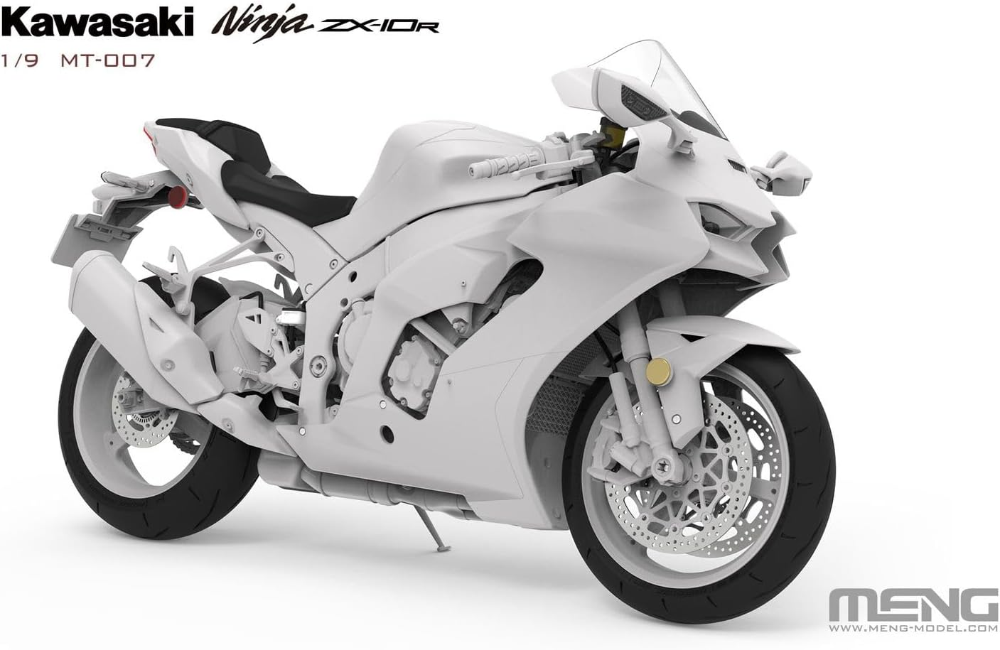 Kawasaki Ninja ZX-10R
1/9 MT-007
MENG
WWW.MENG-MODEL.COM